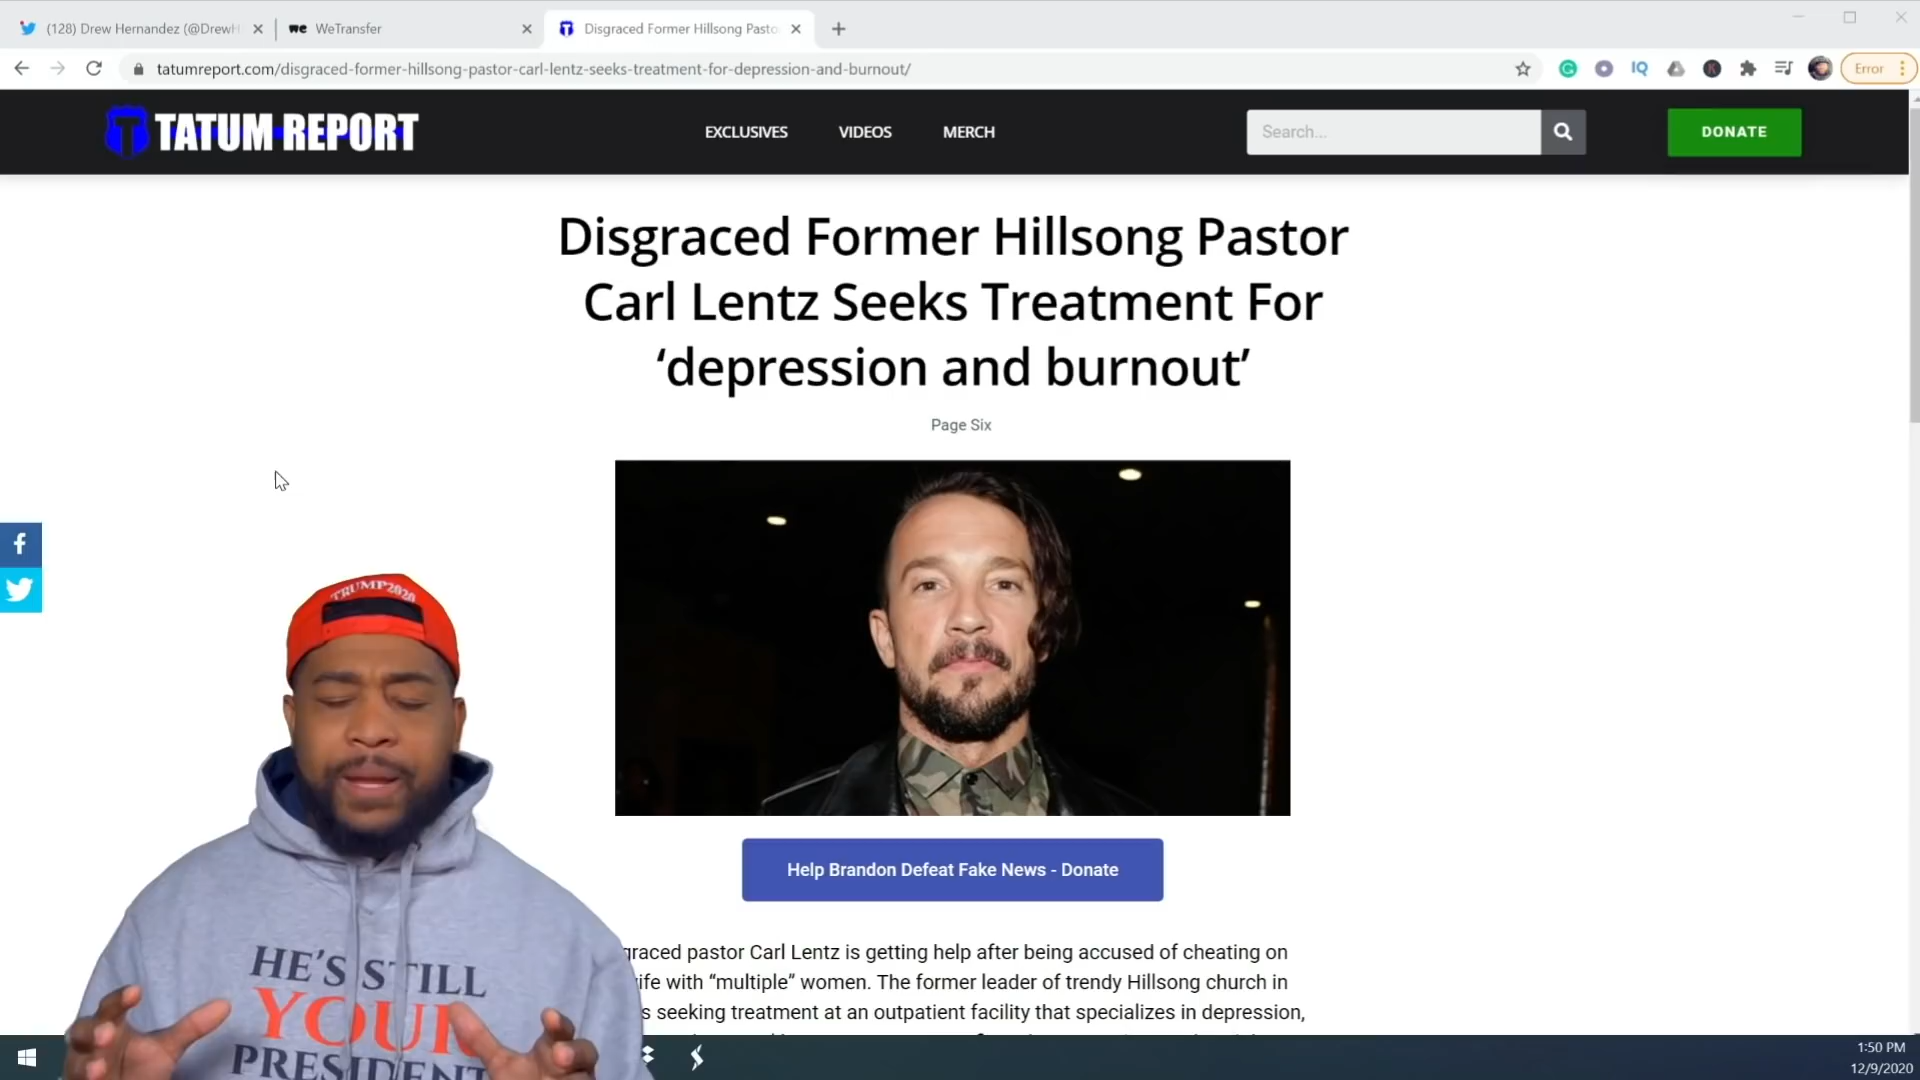 (128) Drew Hernandez (@DrewH
WeTransfer
Disgraced Former Hillsong Pasto
tatumreport.com/disgraced-former-hillsong-pastor-carl-lentz-seeks-treatment-for-depression-and-burnout/
IQ
Error
TATUM REPORT
EXCLUSIVES
VIDEOS
MERCH
Search...
DONATE
Disgraced Former Hillsong Pastor
Carl Lentz Seeks Treatment For
‘depression and burnout’
Page Six
TRUMP2020
Help Brandon Defeat Fake News - Donate
graced pastor Carl Lentz is getting help after being accused of cheating on
ife with “multiple” women. The former leader of trendy Hillsong church in
s seeking treatment at an outpatient facility that specializes in depression,
HE'S STILL
YOUR
PRESIDENT
1:50 PM
12/9/2020